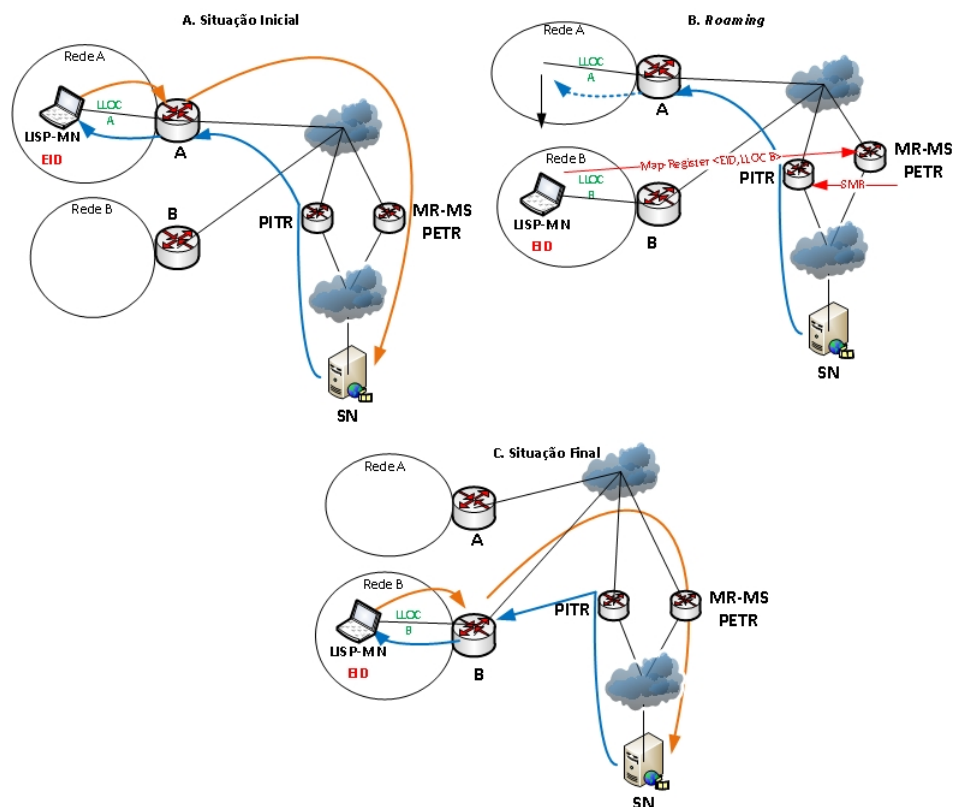 A. Situação Inicial
Rede A
LLOC
A
LISP-MN
EID
A
Rede B
B
PITR
MR-MS
PETR
SN
B. Roaming
Rede A
LLOC
A
A
Rede B
Map-Register <EID, LLOC B>
LLOC
B
LISP-MN
EID
B
MR-MS
PETR
PITR
SMR
SN
C. Situação Final
Rede A
A
Rede B
LLOC
B
LISP-MN
EID
B
PITR
MR-MS
PETR
SN